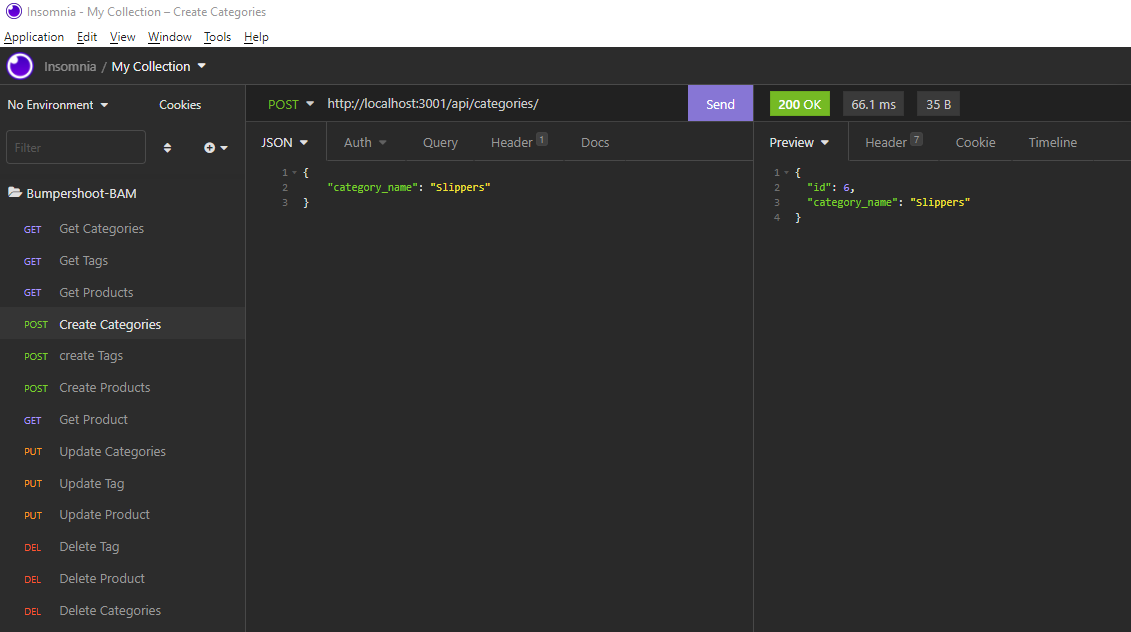 Insomnia - My Collection – Create Categories
Application Edit View Window Tools Help
Insomnia / My Collection
No Environment Cookies
POST http://localhost:3001/api/categories/ Send
200 OK 66.1 ms 35 B
Filter
JSON Auth Query Header 1 Docs
Preview Header 7 Cookie Timeline
1 {
2 "category_name": "Slippers"
3 }
1 {
2 "id": 6,
3 "category_name": "Slippers"
4 }
Bumpershoot-BAM
GET Get Categories
GET Get Tags
GET Get Products
POST Create Categories
POST create Tags
POST Create Products
GET Get Product
PUT Update Categories
PUT Update Tag
PUT Update Product
DEL Delete Tag
DEL Delete Product
DEL Delete Categories